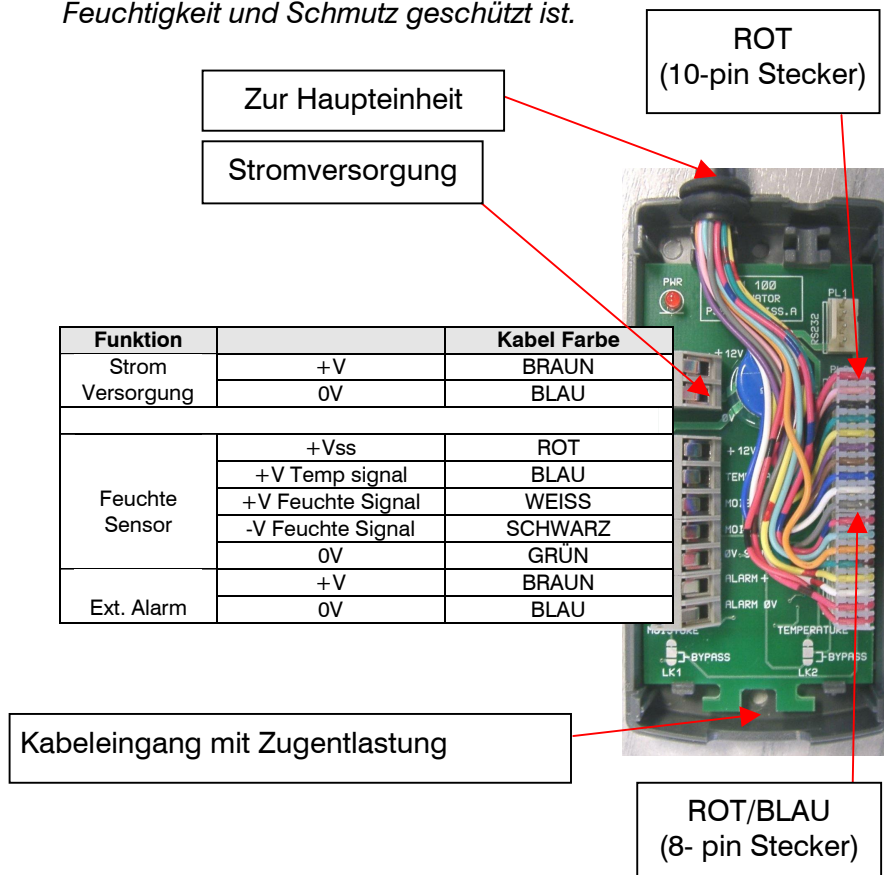 Feuchtigkeit und Schmutz geschützt ist.
ROT
(10-pin Stecker)
Zur Haupteinheit
Stromversorgung
Funktion Kabel Farbe
Strom Versorgung +V BRAUN
0V BLAU
Feuchte Sensor +Vss ROT
+V Temp signal BLAU
+V Feuchte Signal WEISS
-V Feuchte Signal SCHWARZ
0V GRÜN
Ext. Alarm +V BRAUN
0V BLAU
PWR
100
PL1
RS232
+12V
+12V
ALARM +
ALARM ØV
TEMPERATURE
BYPASS
BYPASS
LK1
LK2
Kabeleingang mit Zugentlastung
ROT/BLAU
(8- pin Stecker)